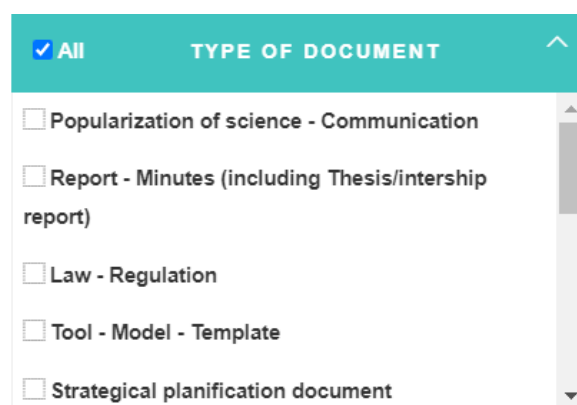 All TYPE OF DOCUMENT
Popularization of science - Communication
Report - Minutes (including Thesis/intership
report)
Law - Regulation
Tool - Model - Template
Strategical planification document